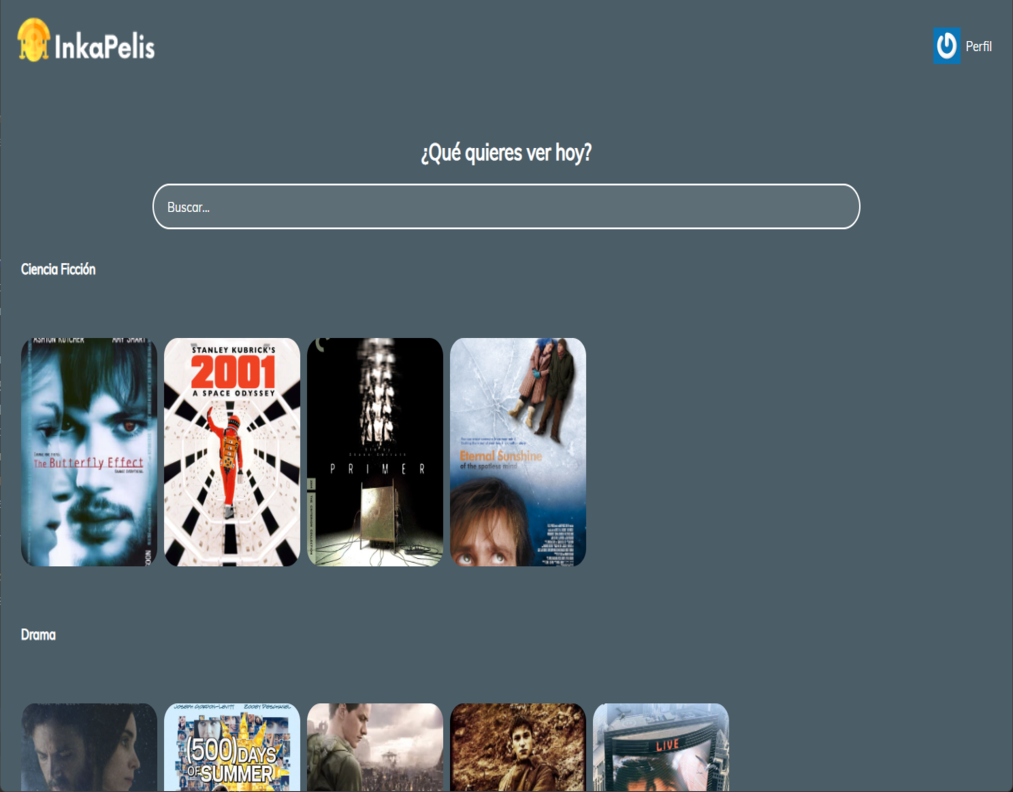 InkaPelis
Perfil
¿Qué quieres ver hoy?
Buscar...
Ciencia Ficción
ASHTON KUTCHER AMY SMART
The Butterfly Effect
STANLEY KUBRICK'S
2001
A SPACE ODYSSEY
PRIMER
Eternal Sunshine
of the spotless mind
Drama
JOSEPH GORDON-LEVITT ZOOEY DESCHANEL
(500) DAYS
OF SUMMER
LIVE